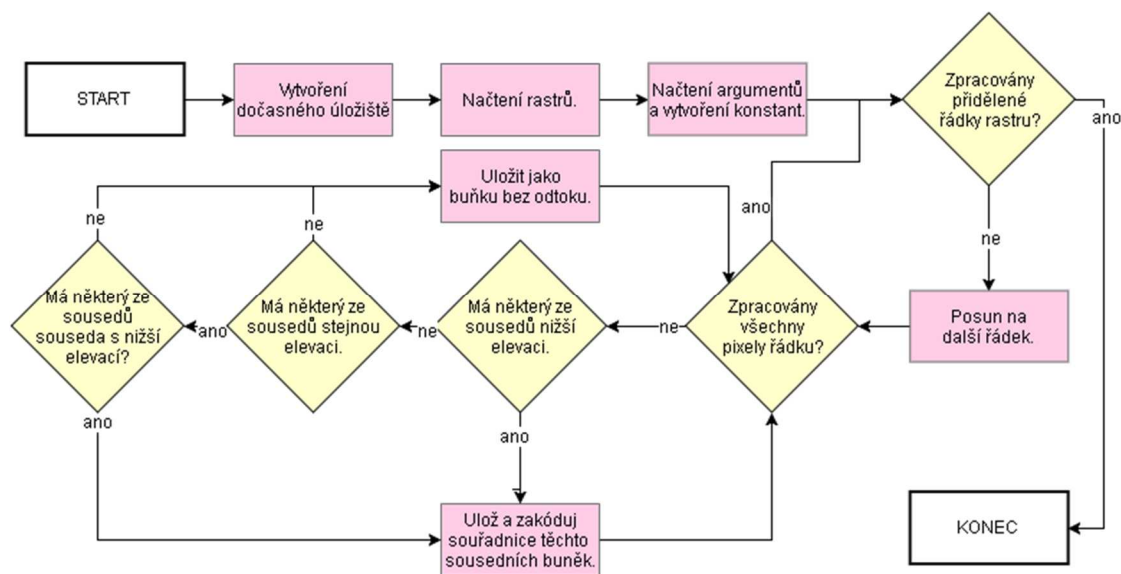 START
Vytvoření
dočasného úložiště
Načtení rastrů.
Načtení argumentů
a vytvoření konstant.
Zpracovány
přidělené
řádky rastru?
ano
ne
Posun na
další řádek.
Uložit jako
buňku bez odtoku.
ano
ne
ne
Má některý ze
sousedů
souseda s nižší
elevací?
ano
Má některý ze
sousedů stejnou
elevaci.
ne
Má některý ze
sousedů nižší
elevaci.
ne
Zpracovány
všechny
pixely řádku?
ano
ano
Ulož a zakóduj
souřadnice těchto
sousedních buněk.
KONEC